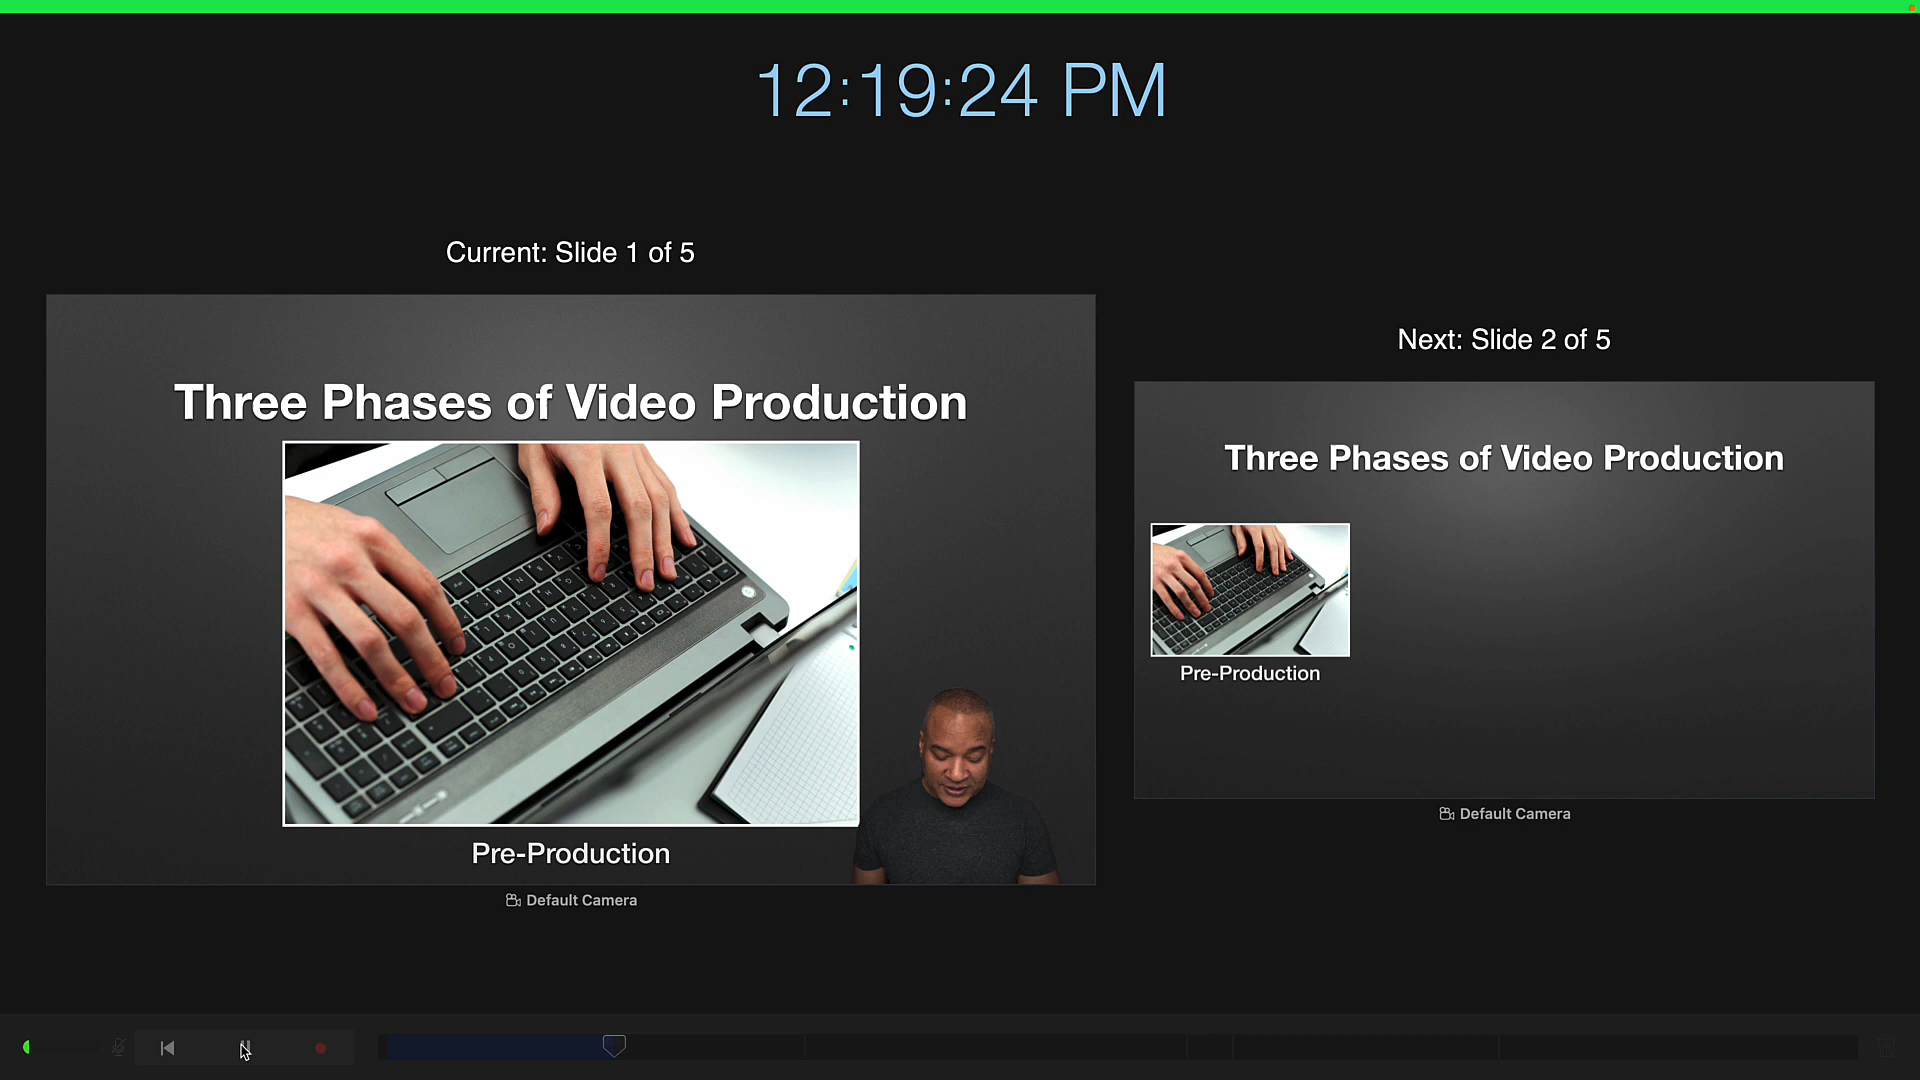 12:19:24 PM
Current: Slide 1 of 5
Three Phases of Video Production
Pre-Production
Default Camera
Next: Slide 2 of 5
Three Phases of Video Production
Pre-Production
Default Camera